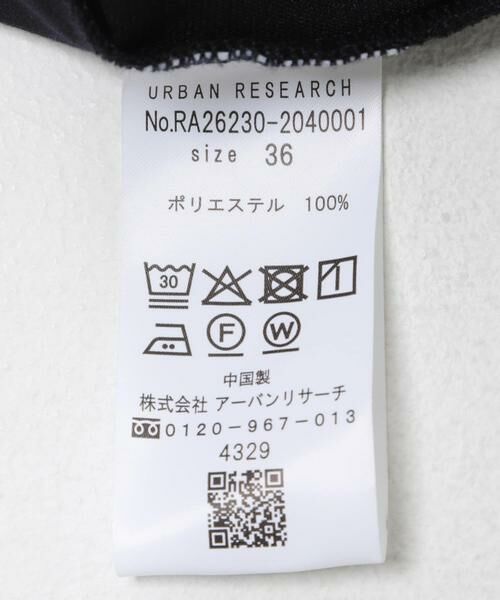 URBAN RESEARCH
No.RA26230-2040001
size 36
ポリエステル 100%
30
F W
中国製
株式会社 アーバンリサーチ
0120-967-013
4329